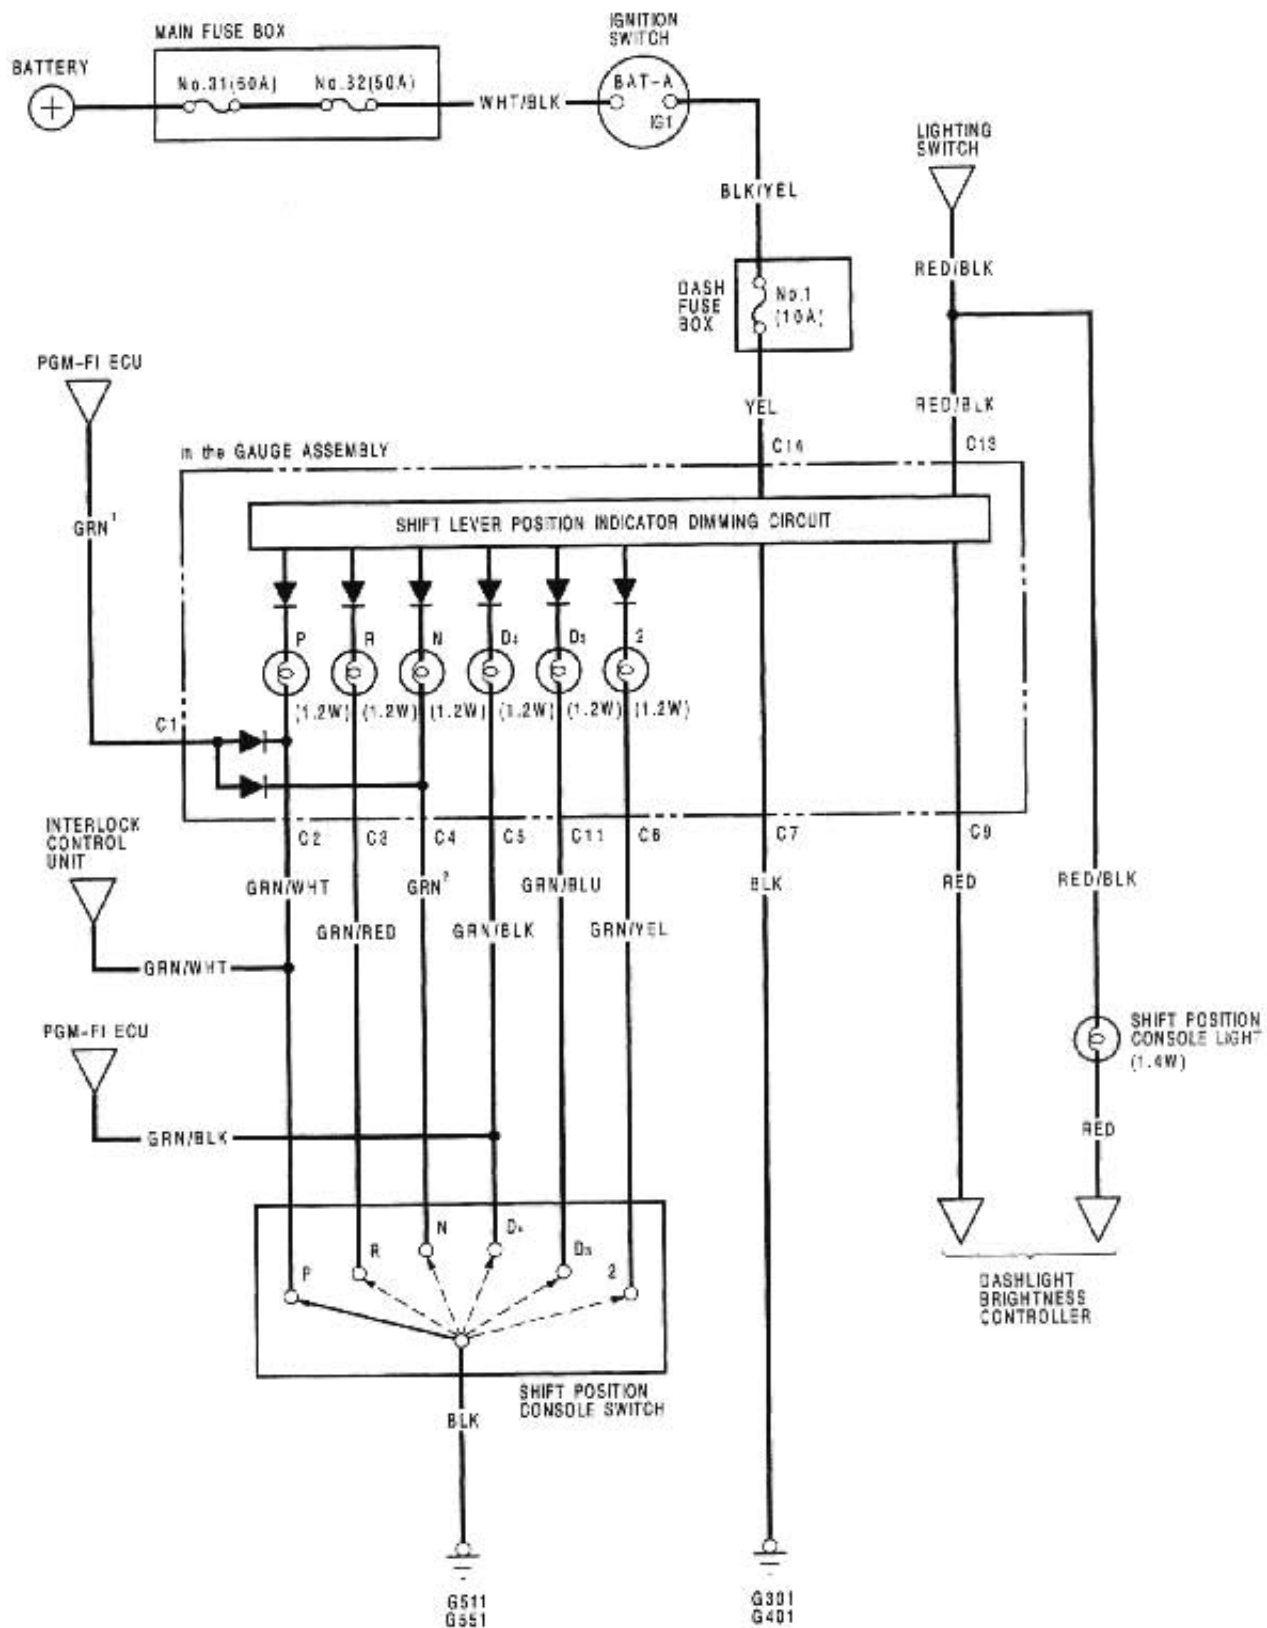 IGNITION
SWITCH
MAIN FUSE BOX
BATTERY
No.31(60A)
No.32(50A)
BAT-A
WHT/BLK
IG1
LIGHTING
SWITCH
BLK/YEL
RED/BLK
DASH
FUSE
BOX
No.1
(10A)
PGM-FI ECU
YEL
RED/BLK
C14
C13
in the GAUGE ASSEMBLY
GRN1
SHIFT LEVER POSITION INDICATOR DIMMING CIRCUIT
P
R
N
D4
D3
2
(1.2W)
(1.2W)
(1.2W)
(1.2W)
(1.2W)
(1.2W)
C1
INTERLOCK
CONTROL
UNIT
C2
C3
C4
C5
C11
C6
C7
C9
GRN/WHT
GRN2
GRN/BLU
BLK
RED
RED/BLK
GRN/RED
GRN/BLK
GRN/YEL
GRN/WHT
PGM-FI ECU
SHIFT POSITION
CONSOLE LIGHT
(1.4W)
GRN/BLK
RED
P
R
N
D4
D3
2
DASHLIGHT
BRIGHTNESS
CONTROLLER
SHIFT POSITION
CONSOLE SWITCH
BLK
G511
G551
G301
G401